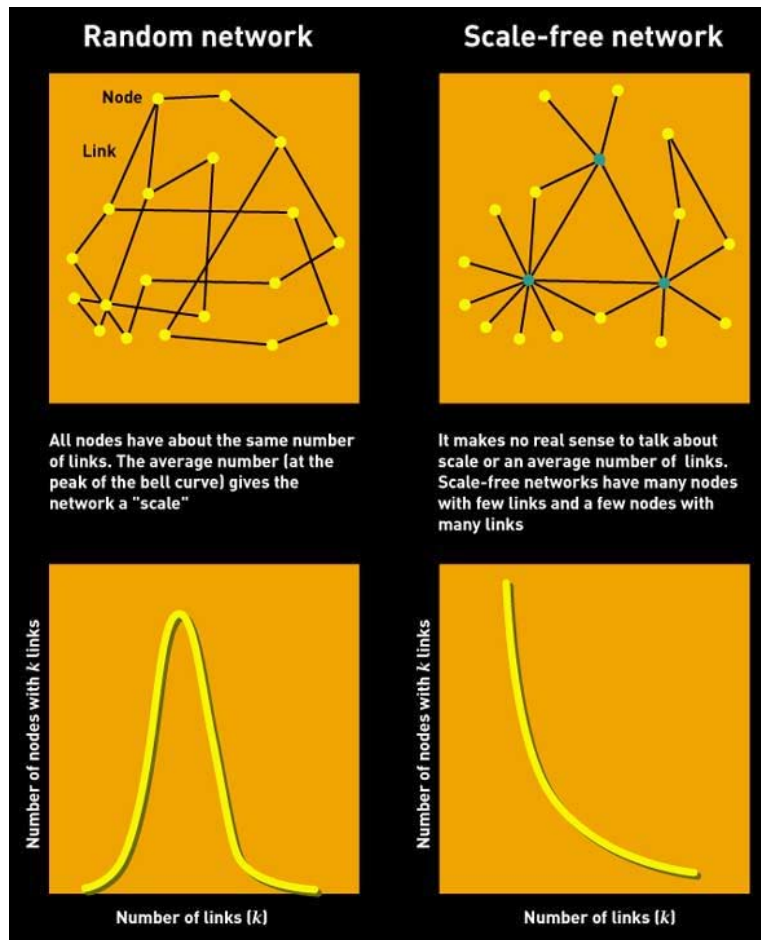 Random network
Scale-free network
Node
Link
All nodes have about the same number
of links. The average number (at the
peak of the bell curve) gives the
network a "scale"
It makes no real sense to talk about
scale or an average number of links.
Scale-free networks have many nodes
with few links and a few nodes with
many links
Number of nodes with k links
Number of links (k)
Number of nodes with k links
Number of links (k)